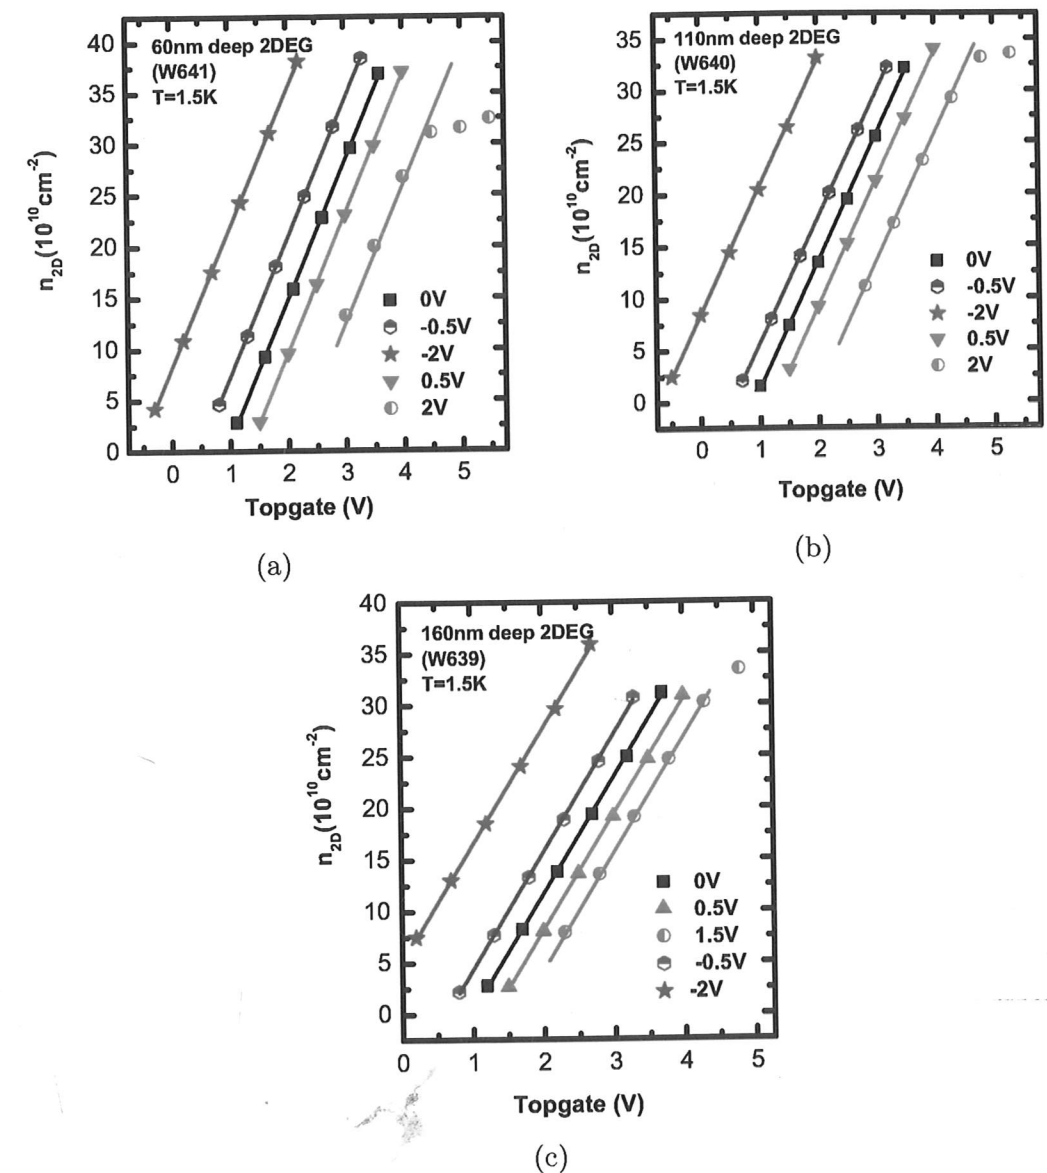 60nm deep 2DEG
(W641)
T=1.5K
40
35
30
25
20
15
10
5
0
n2D(10^10cm^-2)
0V
-0.5V
-2V
0.5V
2V
0 1 2 3 4 5
Topgate (V)
(a)
110nm deep 2DEG
(W640)
T=1.5K
35
30
25
20
15
10
5
0
n2D(10^10cm^-2)
0V
-0.5V
-2V
0.5V
2V
0 1 2 3 4 5
Topgate (V)
(b)
160nm deep 2DEG
(W639)
T=1.5K
40
35
30
25
20
15
10
5
0
n2D(10^10cm^-2)
0V
0.5V
1.5V
-0.5V
-2V
0 1 2 3 4 5
Topgate (V)
(c)